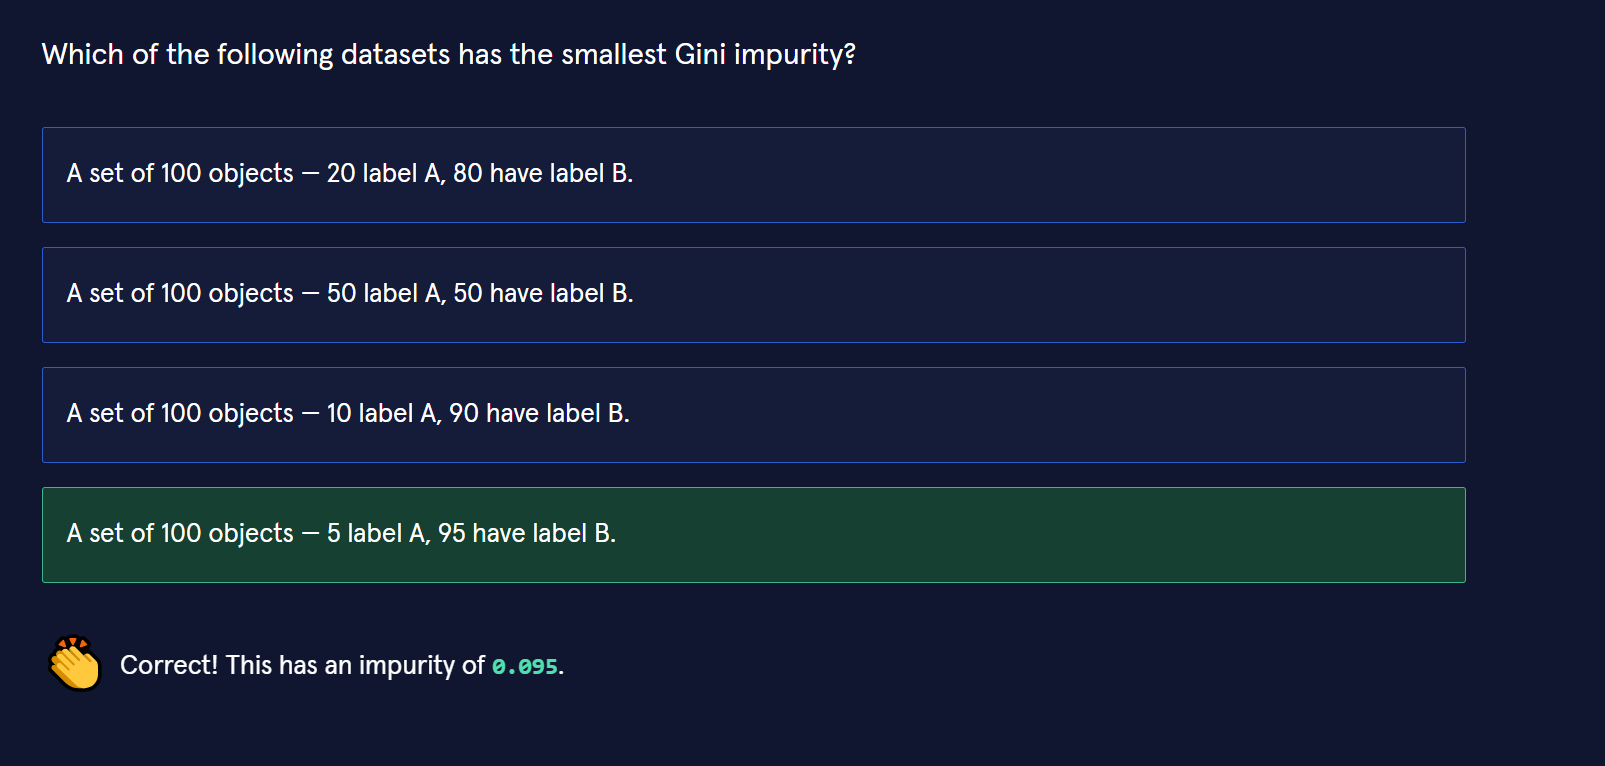 Which of the following datasets has the smallest Gini impurity?
A set of 100 objects — 20 label A, 80 have label B.
A set of 100 objects — 50 label A, 50 have label B.
A set of 100 objects — 10 label A, 90 have label B.
A set of 100 objects — 5 label A, 95 have label B.
Correct! This has an impurity of 0.095.